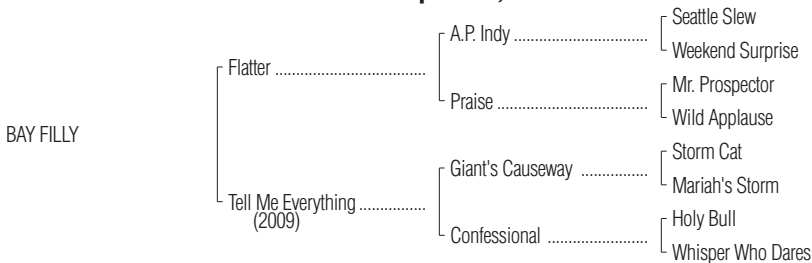 Seattle Slew
A.P. Indy ................................
Weekend Surprise
Flatter ....................................
Mr. Prospector
Praise ....................................
Wild Applause
BAY FILLY
Storm Cat
Giant's Causeway ................
Mariah's Storm
Tell Me Everything ................
(2009)
Holy Bull
Confessional ........................
Whisper Who Dares